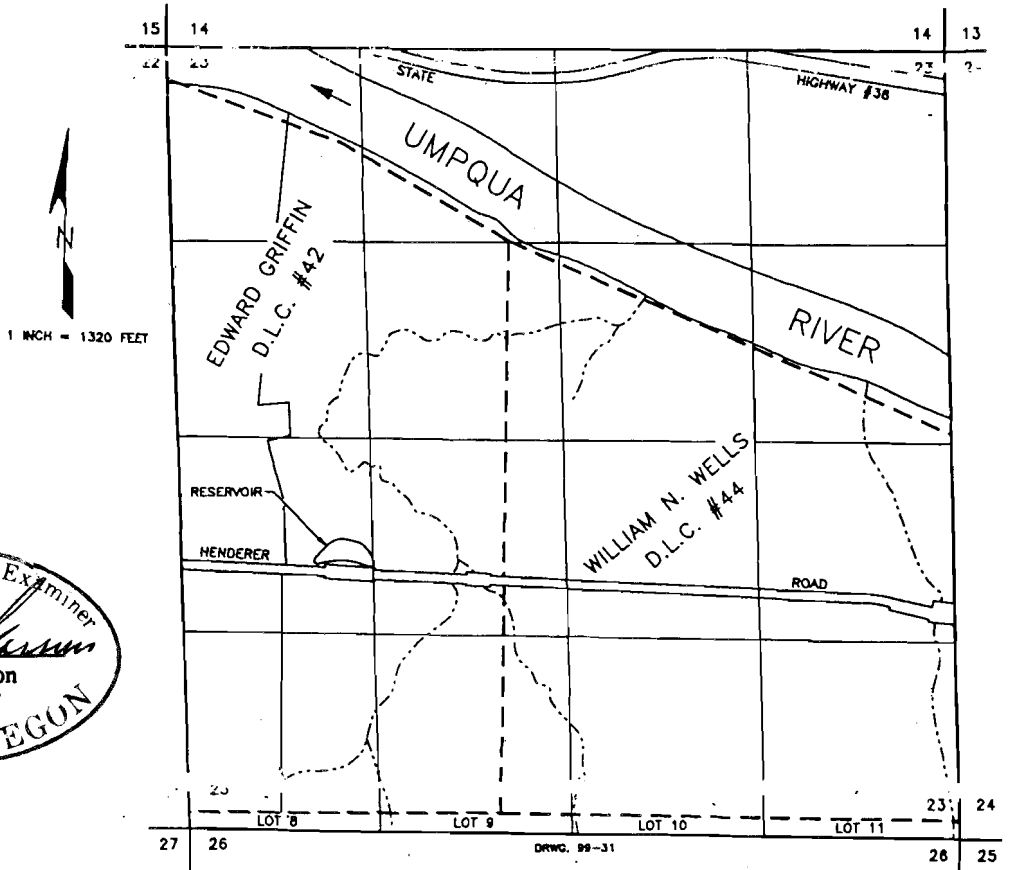 15 14
14 13
22 23
23
STATE
HIGHWAY #38
UMPQUA
N
EDWARD GRIFFIN
D.L.C. #42
1 INCH = 1320 FEET
RIVER
WILLIAM N. WELLS
D.L.C. #44
RESERVOIR
HENDERER
ROAD
Examiner
EGON
23 24
LOT 8
LOT 9
LOT 10
LOT 11
27 26
DRWG. 99-31
26 25